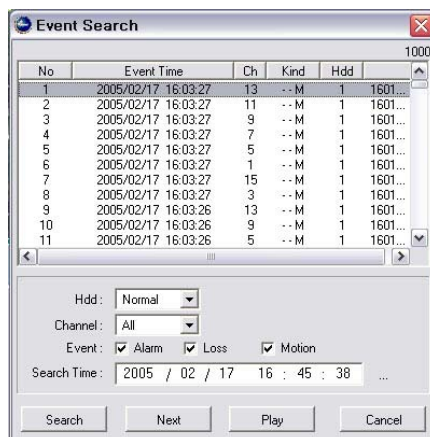 Event Search
1000
No Event Time Ch Kind Hdd
1 2005/02/17 16:03:27 13 - - M 1 1601...
2 2005/02/17 16:03:27 11 - - M 1 1601...
3 2005/02/17 16:03:27 9 - - M 1 1601...
4 2005/02/17 16:03:27 7 - - M 1 1601...
5 2005/02/17 16:03:27 5 - - M 1 1601...
6 2005/02/17 16:03:27 1 - - M 1 1601...
7 2005/02/17 16:03:27 15 - - M 1 1601...
8 2005/02/17 16:03:27 3 - - M 1 1601...
9 2005/02/17 16:03:26 13 - - M 1 1601...
10 2005/02/17 16:03:26 9 - - M 1 1601...
11 2005/02/17 16:03:26 5 - - M 1 1601...
Hdd : Normal
Channel : All
Event : Alarm Loss Motion
Search Time : 2005 / 02 / 17 16 : 45 : 38 ...
Search Next Play Cancel